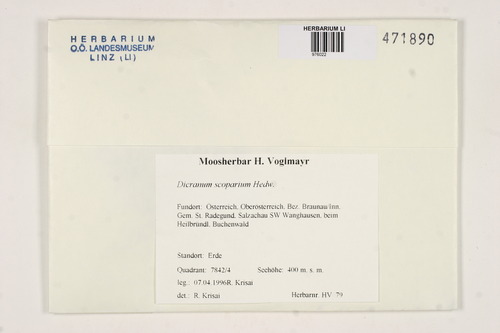 HERBARIUM
O.Ö. LANDESMUSEUM
LINZ (LI)
HERBARIUM LI
976022
471890
Moosherbar H. Voglmayr
Dicranum scoparium Hedw.
Fundort: Österreich, Oberösterreich, Bez. Braunau/Inn,
Gem. St. Radegund, Salzachau SW Wanghausen, beim
Heilbründl, Buchenwald
Standort: Erde
Quadrant: 7842/4 Seehöhe: 400 m. s. m.
leg.: 07.04.1996R. Krisai
det.: R. Krisai Herbarnr. HV 79